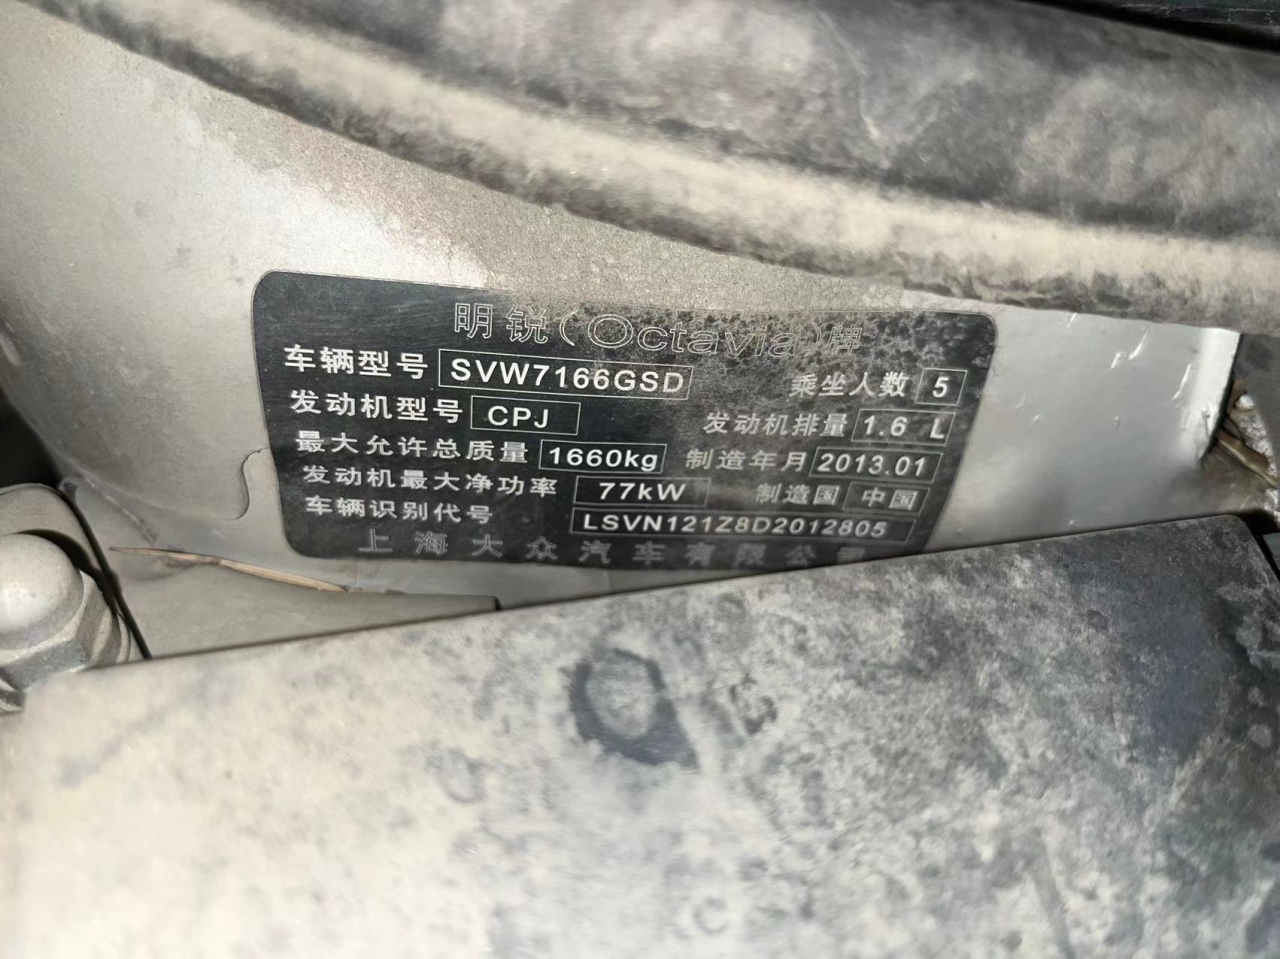 明锐(Octavia)牌
车辆型号 SVW7166GSD 乘坐人数 5
发动机型号 CPJ 发动机排量 1.6 L
最大允许总质量 1660kg 制造年月 2013.01
发动机最大净功率 77kW 制造国 中国
车辆识别代号 LSVN121Z8D2012805
上海大众汽车有限公司